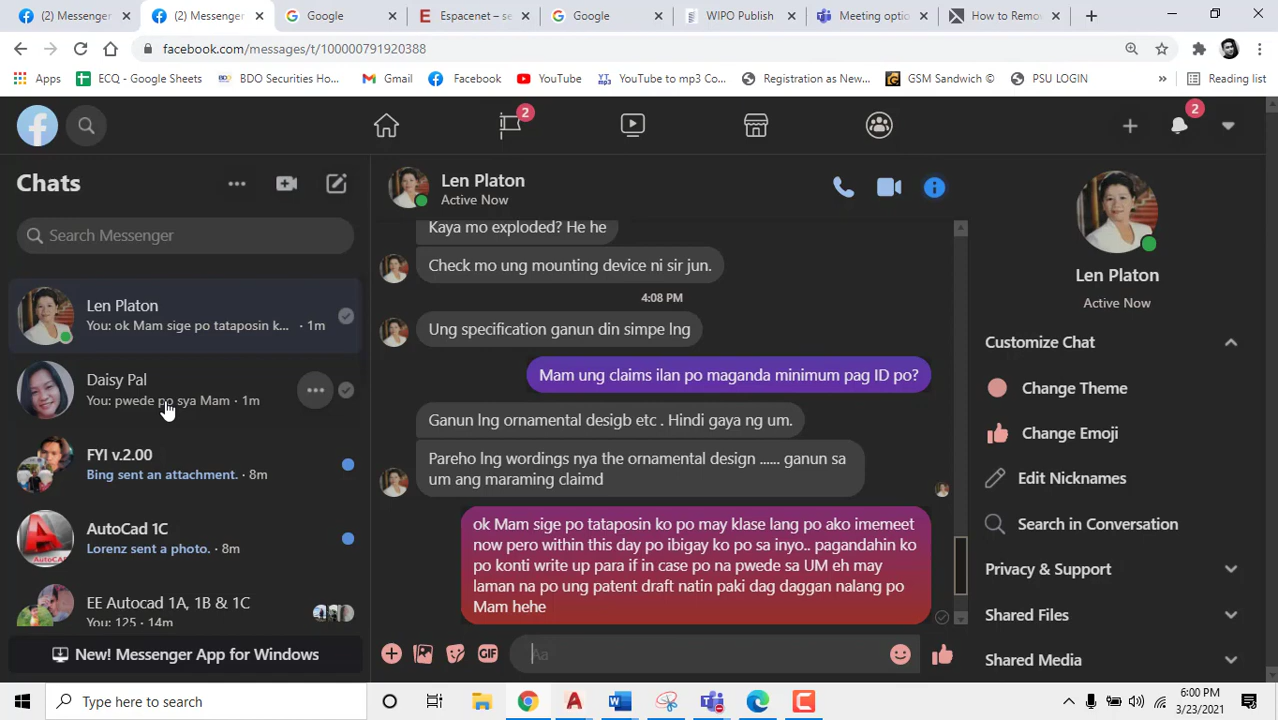 (2) Messenger
(2) Messenger
Google
Espacenet – se
Google
WIPO Publish
Meeting optio
How to Remo
facebook.com/messages/t/100000791920388
Apps
ECQ - Google Sheets
BDO Securities Ho...
Gmail
Facebook
YouTube
YouTube to mp3 Co...
Registration as New...
GSM Sandwich ©
PSU LOGIN
»
Reading list
2
2
Chats
Search Messenger
Len Platon
You: ok Mam sige po tataposin k... · 1m
Daisy Pal
You: pwede po sya Mam · 1m
FYI v.2.00
Bing sent an attachment. · 8m
AutoCad 1C
Lorenz sent a photo. · 8m
EE Autocad 1A, 1B & 1C
You: 125 · 14m
New! Messenger App for Windows
Len Platon
Active Now
Kaya mo exploded? He he
Check mo ung mounting device ni sir jun.
4:08 PM
Ung specification ganun din simpe lng
Mam ung claims ilan po maganda minimum pag ID po?
Ganun lng ornamental desigb etc . Hindi gaya ng um.
Pareho lng wordings nya the ornamental design ...... ganun sa
um ang maraming claimd
ok Mam sige po tataposin ko po may klase lang po ako imemeet
now pero within this day po ibigay ko po sa inyo.. pagandahin ko
po konti write up para if in case po na pwede sa UM eh may
laman na po ung patent draft natin paki dag daggan nalang po
Mam hehe
GIF
Aa
Len Platon
Active Now
Customize Chat
Change Theme
Change Emoji
Edit Nicknames
Search in Conversation
Privacy & Support
Shared Files
Shared Media
Type here to search
6:00 PM
3/23/2021